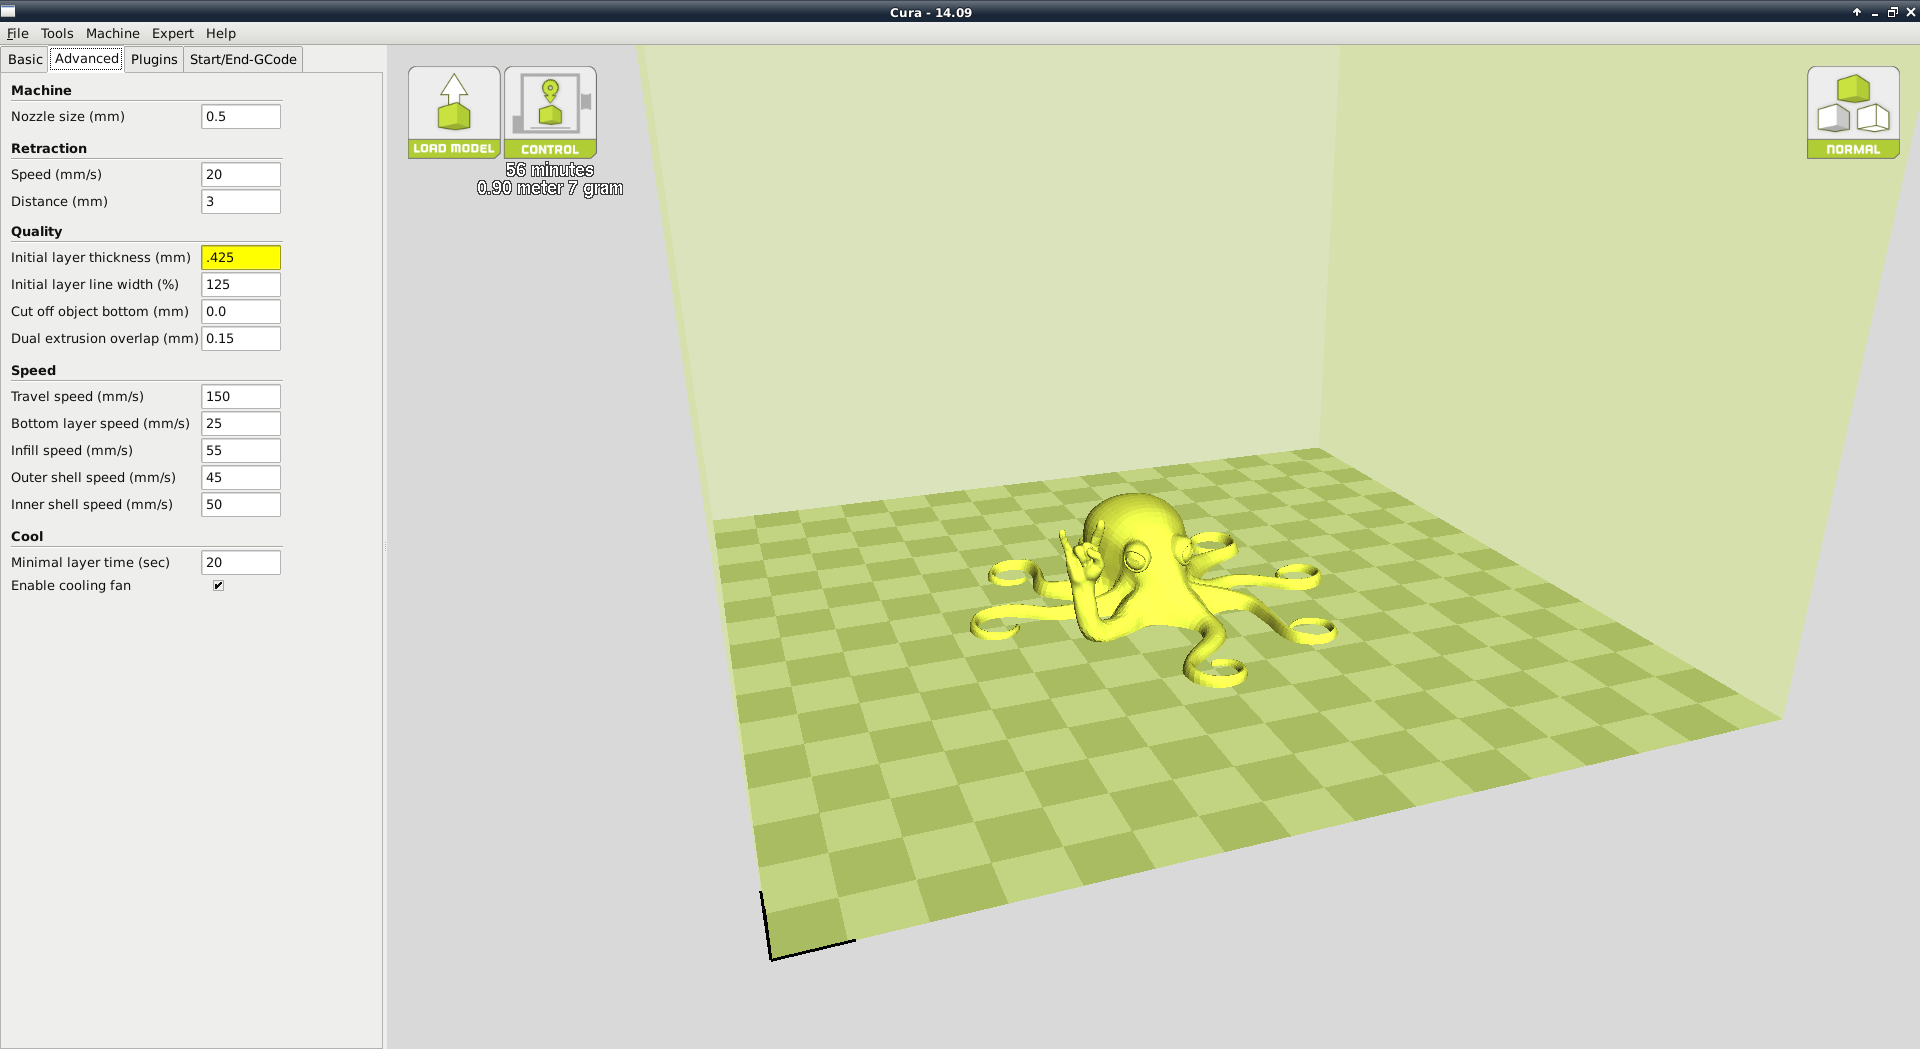 Cura - 14.09
File Tools Machine Expert Help
Basic Advanced Plugins Start/End-GCode
Machine
Nozzle size (mm) 0.5
Retraction
Speed (mm/s) 20
Distance (mm) 3
Quality
Initial layer thickness (mm) .425
Initial layer line width (%) 125
Cut off object bottom (mm) 0.0
Dual extrusion overlap (mm) 0.15
Speed
Travel speed (mm/s) 150
Bottom layer speed (mm/s) 25
Infill speed (mm/s) 55
Outer shell speed (mm/s) 45
Inner shell speed (mm/s) 50
Cool
Minimal layer time (sec) 20
Enable cooling fan
LOAD MODEL
CONTROL
56 minutes
0.90 meter 7 gram
NORMAL